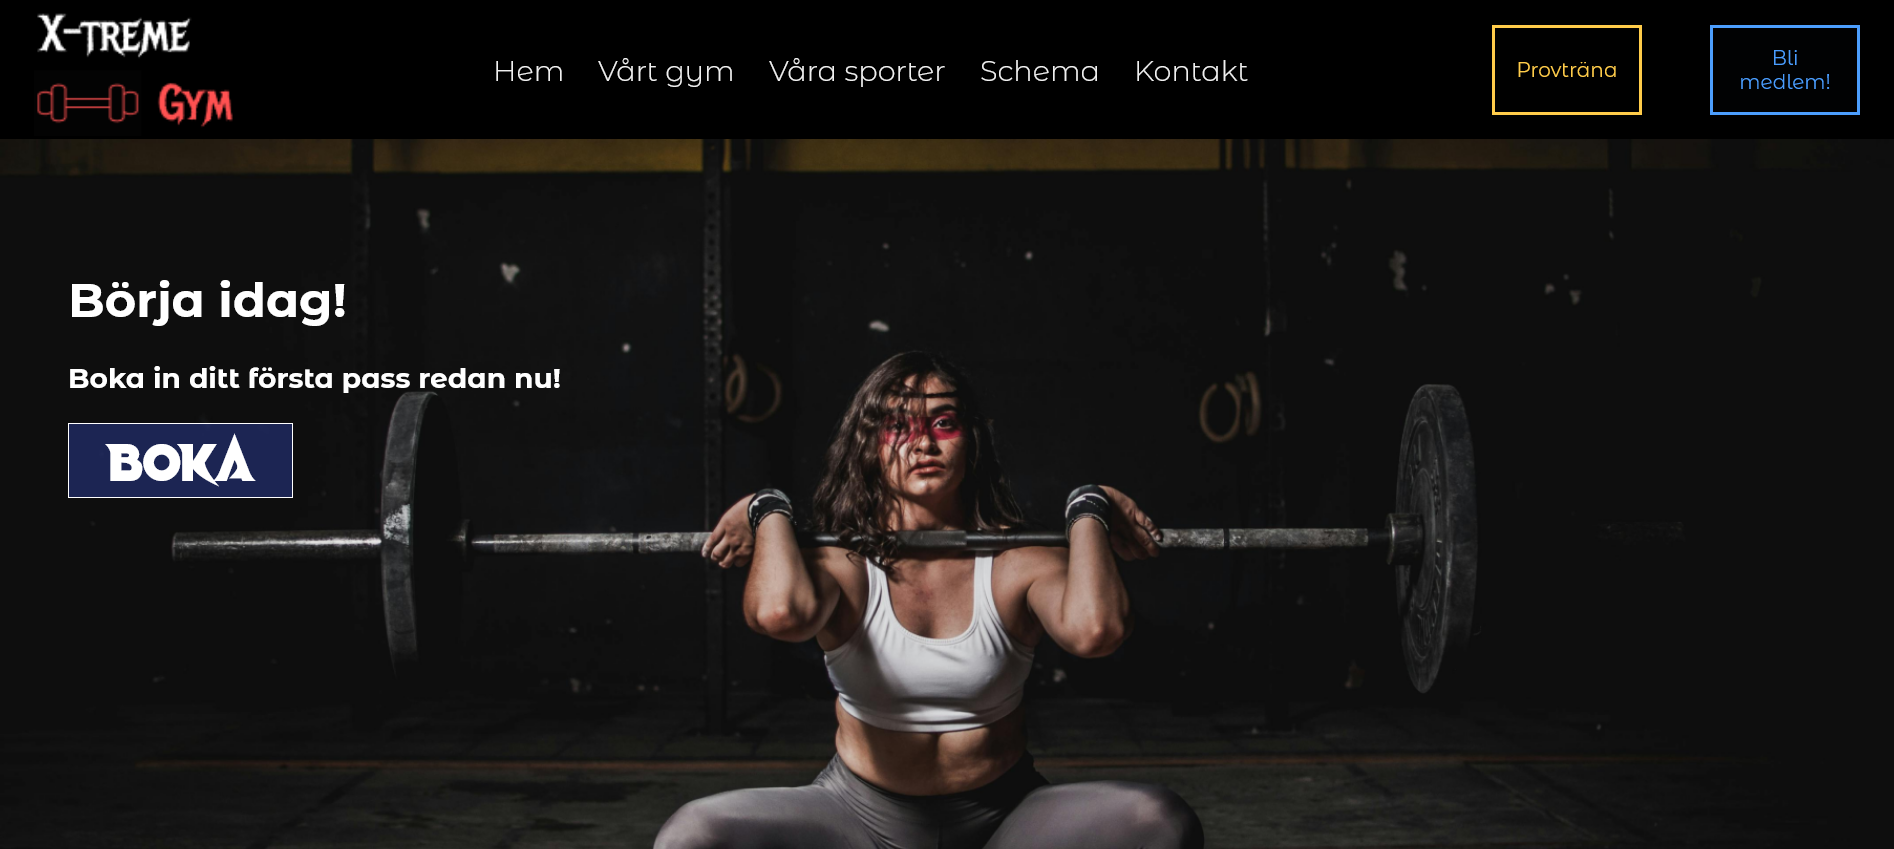 X-TREME
GYM
Hem Vårt gym Våra sporter Schema Kontakt
Provträna
Bli
medlem!
Börja idag!
Boka in ditt första pass redan nu!
BOKA